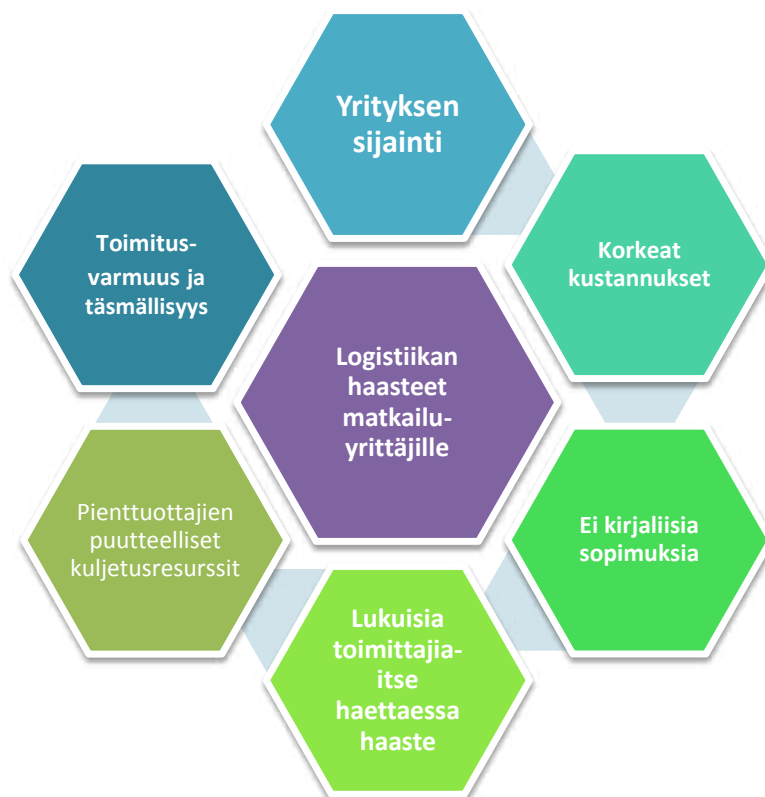 Yrityksen
sijainti
Korkeat
kustannukset
Ei kirjaliisia
sopimuksia
Lukuisia
toimittajia-
itse
haettaessa
haaste
Pienttuottajien
puutteelliset
kuljetusresurssit
Toimitus-
varmuus ja
täsmällisyys
Logistiikan
haasteet
matkailu-
yrittäjille